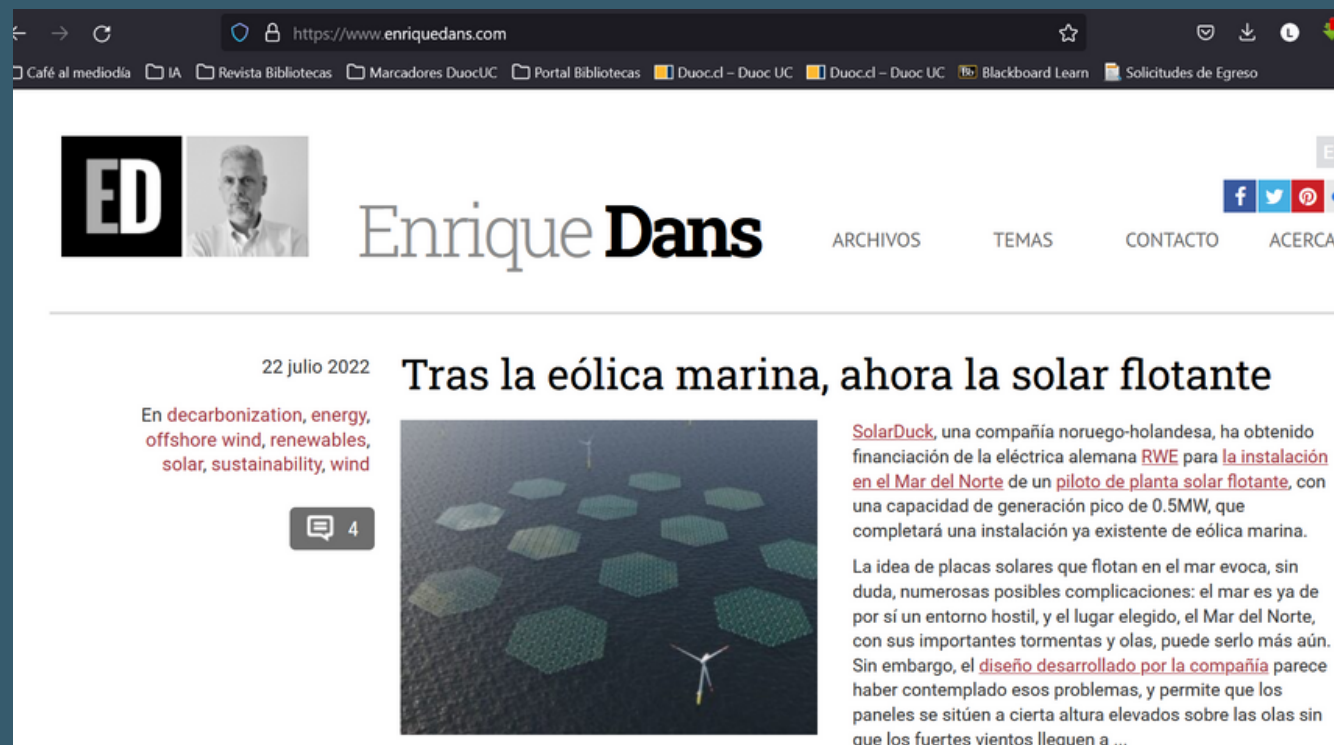 https://www.enriquedans.com
L
Café al mediodía IA Revista Bibliotecas Marcadores DuocUC Portal Bibliotecas Duoc.cl – Duoc UC Duoc.cl – Duoc UC Bb Blackboard Learn Solicitudes de Egreso
ED
E
f
Enrique Dans
ARCHIVOS TEMAS CONTACTO ACERCA
22 julio 2022
Tras la eólica marina, ahora la solar flotante
En decarbonization, energy,
offshore wind, renewables,
solar, sustainability, wind
4
SolarDuck, una compañía noruego-holandesa, ha obtenido
financiación de la eléctrica alemana RWE para la instalación
en el Mar del Norte de un piloto de planta solar flotante, con
una capacidad de generación pico de 0.5MW, que
completará una instalación ya existente de eólica marina.
La idea de placas solares que flotan en el mar evoca, sin
duda, numerosas posibles complicaciones: el mar es ya de
por sí un entorno hostil, y el lugar elegido, el Mar del Norte,
con sus importantes tormentas y olas, puede serlo más aún.
Sin embargo, el diseño desarrollado por la compañía parece
haber contemplado esos problemas, y permite que los
paneles se sitúen a cierta altura elevados sobre las olas sin
que los fuertes vientos lleguen a ...